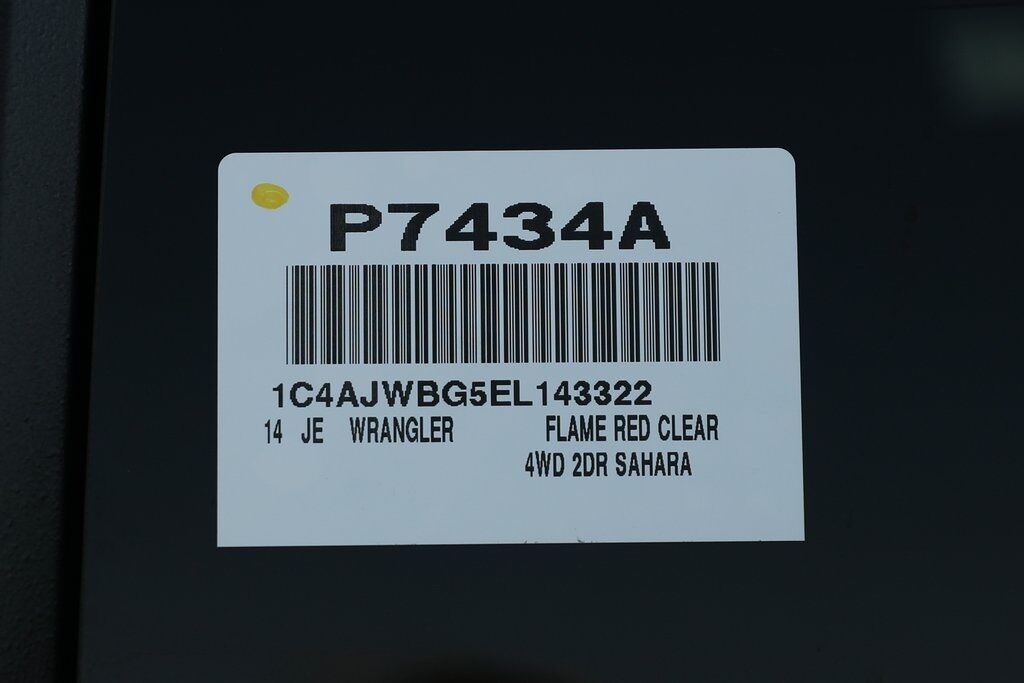 P7434A
1C4AJWBG5EL143322
14 JE WRANGLER FLAME RED CLEAR
4WD 2DR SAHARA